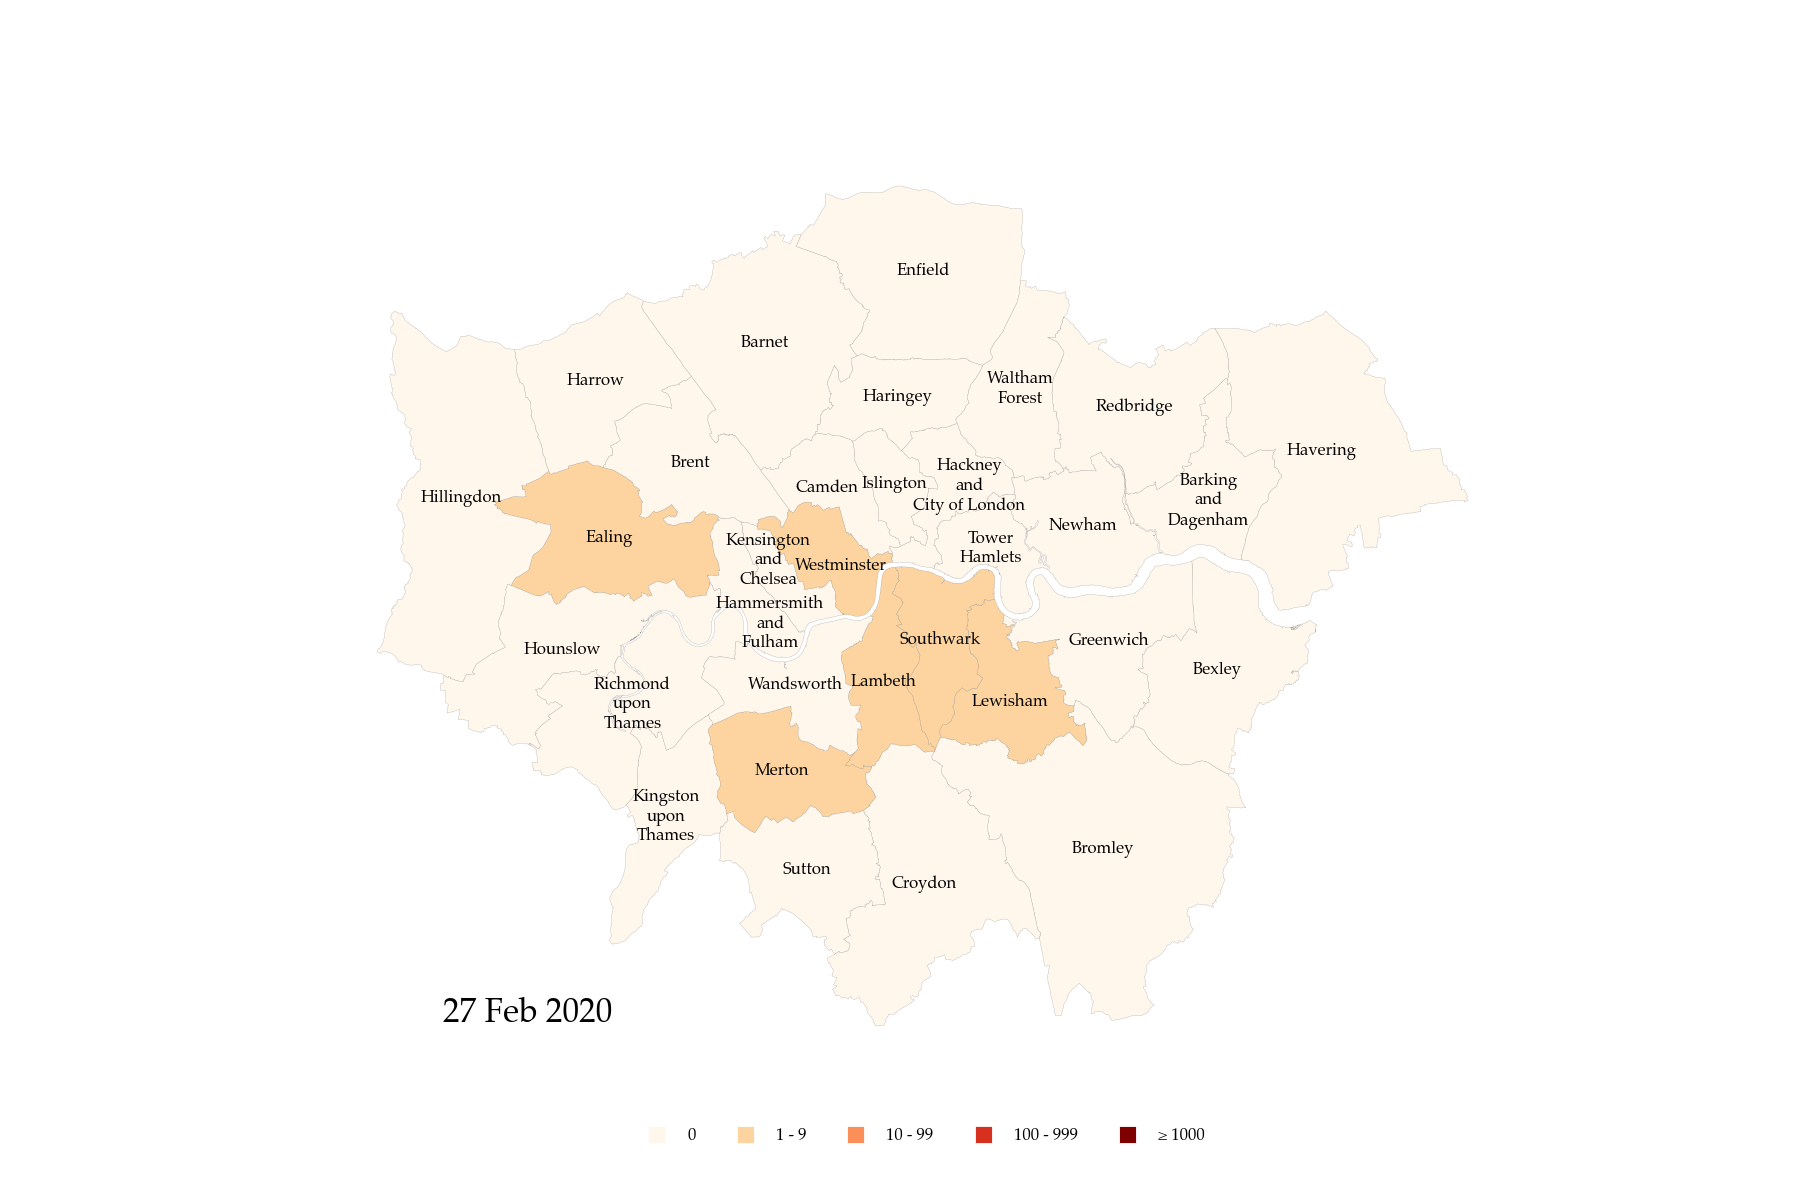 Enfield
Barnet
Harrow
Haringey
Waltham
Forest
Redbridge
Havering
Brent
Hillingdon
Camden
Islington
Hackney
and
City of London
Barking
and
Dagenham
Newham
Ealing
Kensington
and
Chelsea
Westminster
Tower
Hamlets
Hammersmith
and
Fulham
Hounslow
Southwark
Greenwich
Bexley
Richmond
upon
Thames
Wandsworth
Lambeth
Lewisham
Merton
Kingston
upon
Thames
Sutton
Croydon
Bromley
27 Feb 2020
0 1 - 9 10 - 99 100 - 999 ≥ 1000